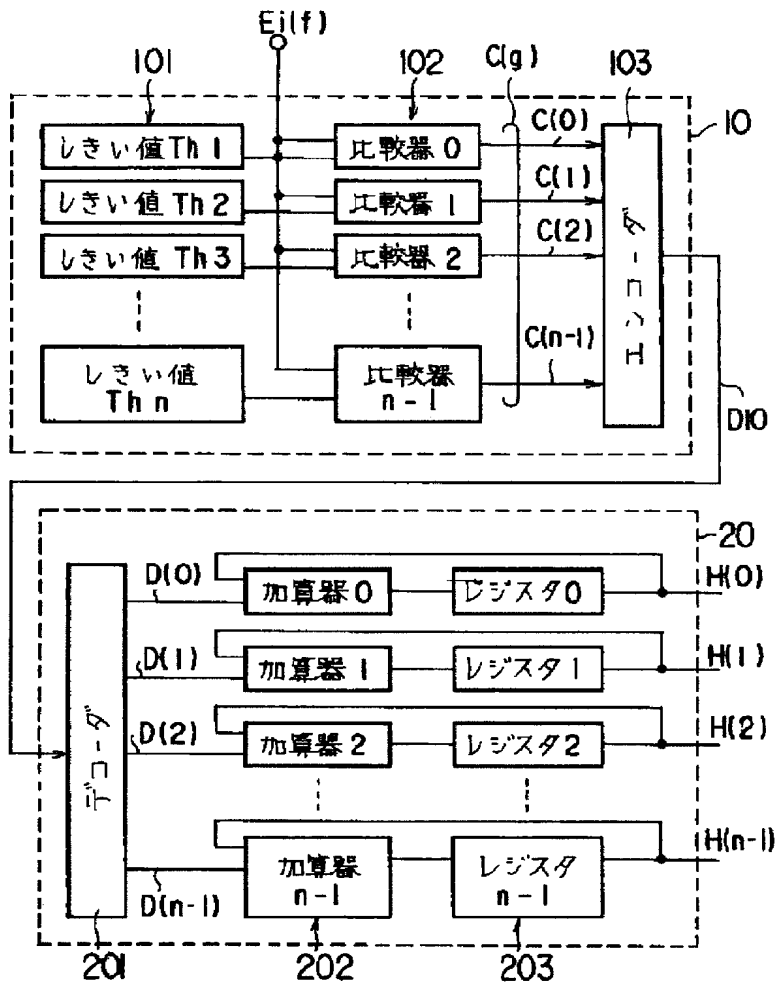 Ei(f)
101
102
C(g)
103
10
しきい値 Th 1
比較器 0
C(0)
しきい値 Th 2
比較器 1
C(1)
しきい値 Th 3
比較器 2
C(2)
エンコーダ
しきい値
Th n
比較器
n-1
C(n-1)
D10
20
デコーダ
D(0)
加算器 0
レジスタ 0
H(0)
D(1)
加算器 1
レジスタ 1
H(1)
D(2)
加算器 2
レジスタ 2
H(2)
D(n-1)
加算器
n-1
レジスタ
n-1
H(n-1)
201
202
203